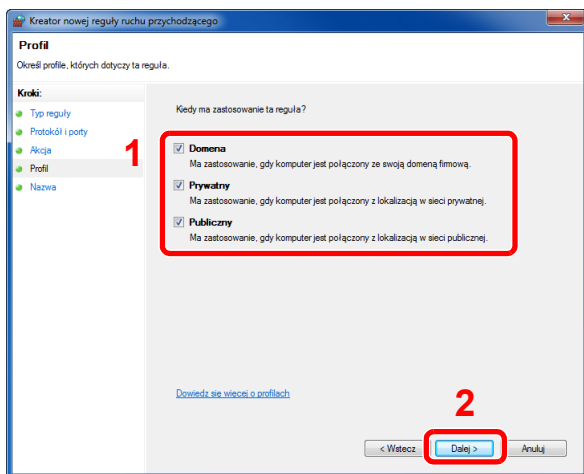 Kreator nowej reguły ruchu przychodzącego
Profil
Określ profile, których dotyczy ta reguła.
Kroki:
Typ reguły
Protokół i porty
Akcja
Profil
Nazwa
Kiedy ma zastosowanie ta reguła?
1
Domena
Ma zastosowanie, gdy komputer jest połączony ze swoją domeną firmową.
Prywatny
Ma zastosowanie, gdy komputer jest połączony z lokalizacją w sieci prywatnej.
Publiczny
Ma zastosowanie, gdy komputer jest połączony z lokalizacją w sieci publicznej.
Dowiedz się więcej o profilach
2
< Wstecz Dalej > Anuluj